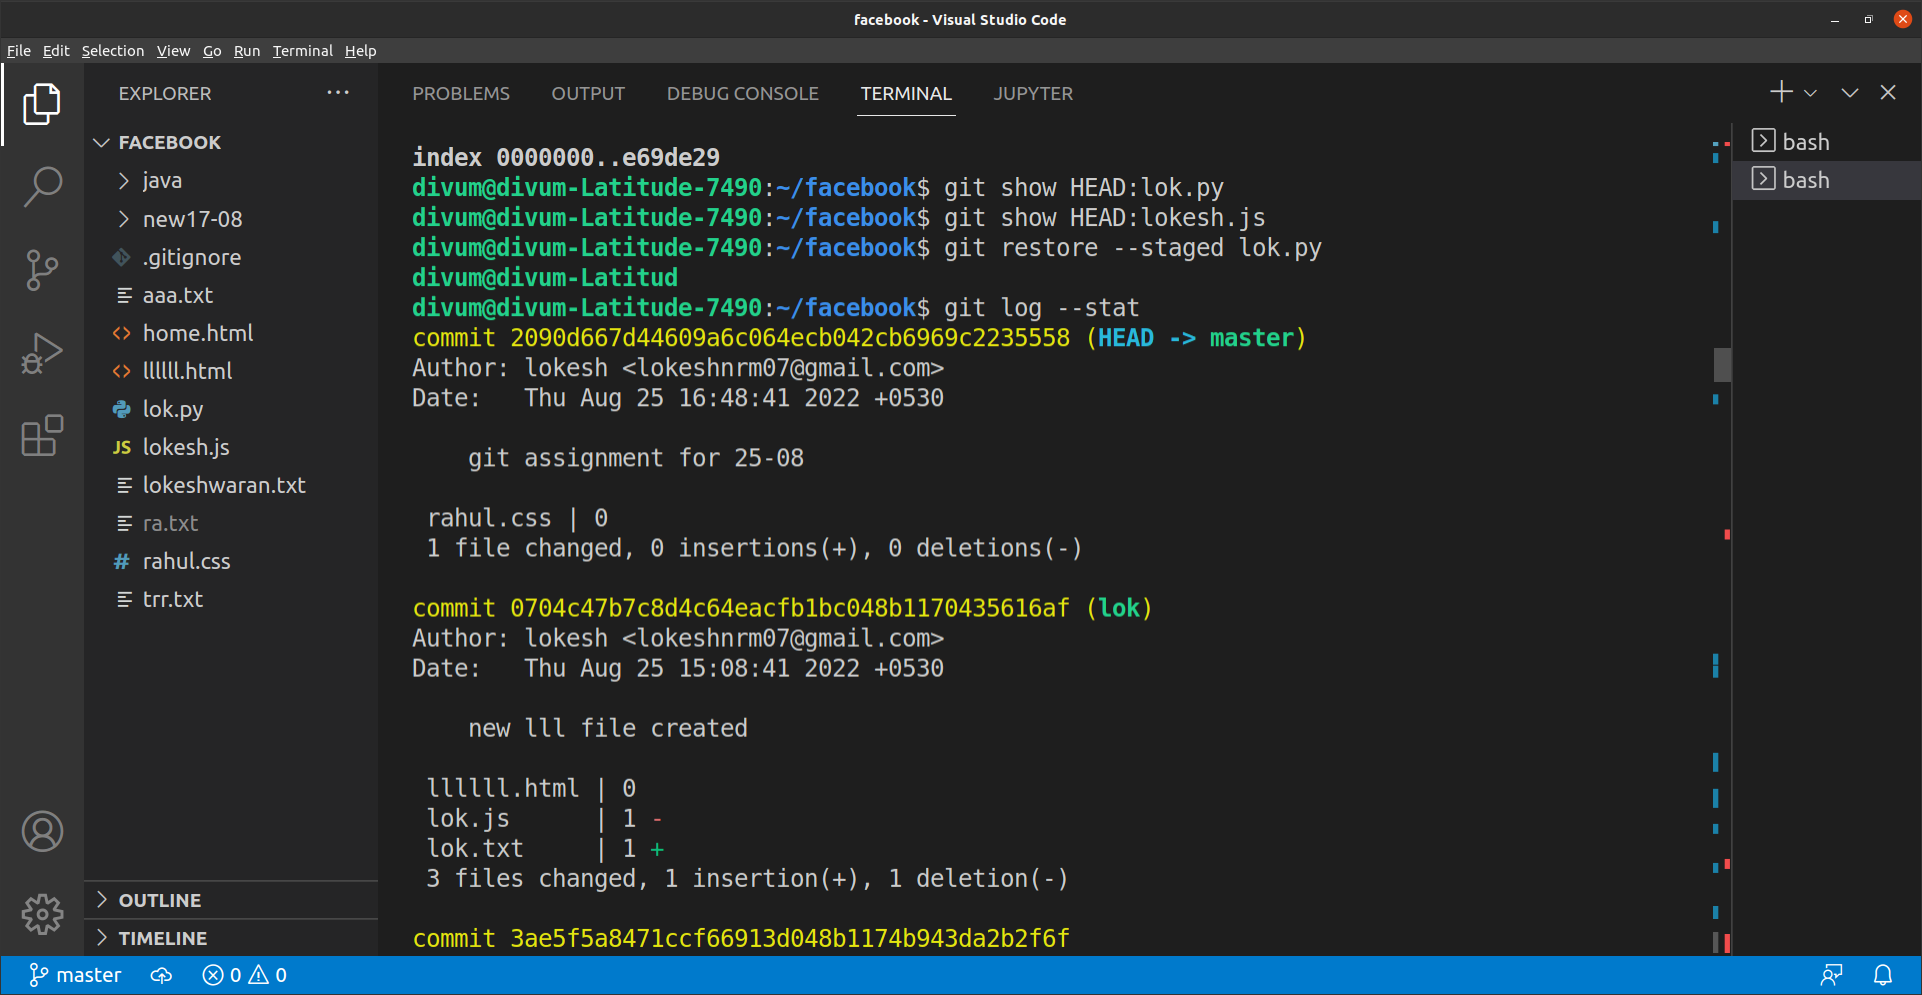 facebook - Visual Studio Code
File Edit Selection View Go Run Terminal Help
EXPLORER
FACEBOOK
java
new17-08
.gitignore
aaa.txt
home.html
llllll.html
lok.py
JS lokesh.js
lokeshwaran.txt
ra.txt
# rahul.css
trr.txt
OUTLINE
TIMELINE
PROBLEMS OUTPUT DEBUG CONSOLE TERMINAL JUPYTER
index 0000000..e69de29
divum@divum-Latitude-7490:~/facebook$ git show HEAD:lok.py
divum@divum-Latitude-7490:~/facebook$ git show HEAD:lokesh.js
divum@divum-Latitude-7490:~/facebook$ git restore --staged lok.py
divum@divum-Latitud
divum@divum-Latitude-7490:~/facebook$ git log --stat
commit 2090d667d44609a6c064ecb042cb6969c2235558 (HEAD -> master)
Author: lokesh <lokeshnrm07@gmail.com>
Date:   Thu Aug 25 16:48:41 2022 +0530
git assignment for 25-08
rahul.css | 0
1 file changed, 0 insertions(+), 0 deletions(-)
commit 0704c47b7c8d4c64eacfb1bc048b1170435616af (lok)
Author: lokesh <lokeshnrm07@gmail.com>
Date:   Thu Aug 25 15:08:41 2022 +0530
new lll file created
llllll.html | 0
lok.js      | 1 -
lok.txt     | 1 +
3 files changed, 1 insertion(+), 1 deletion(-)
commit 3ae5f5a8471ccf66913d048b1174b943da2b2f6f
bash
bash
master 0 0